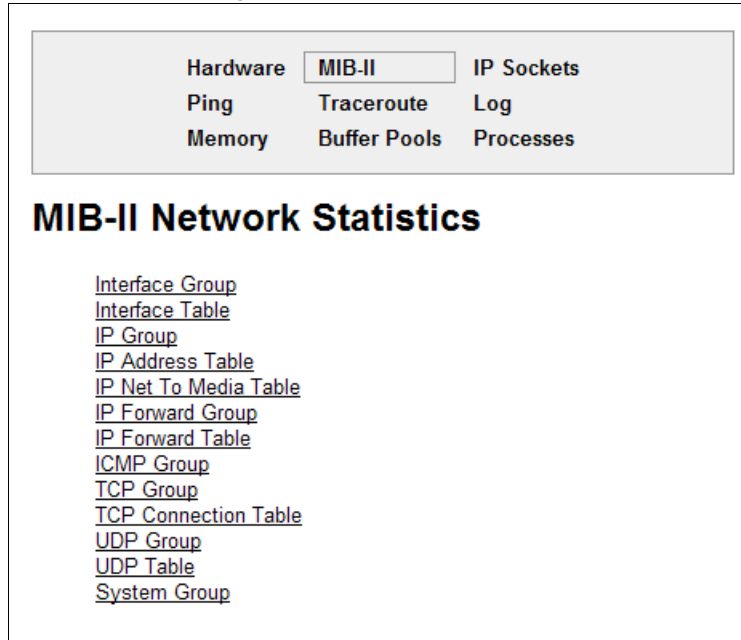 Hardware MIB-II IP Sockets
Ping Traceroute Log
Memory Buffer Pools Processes
MIB-II Network Statistics
Interface Group
Interface Table
IP Group
IP Address Table
IP Net To Media Table
IP Forward Group
IP Forward Table
ICMP Group
TCP Group
TCP Connection Table
UDP Group
UDP Table
System Group